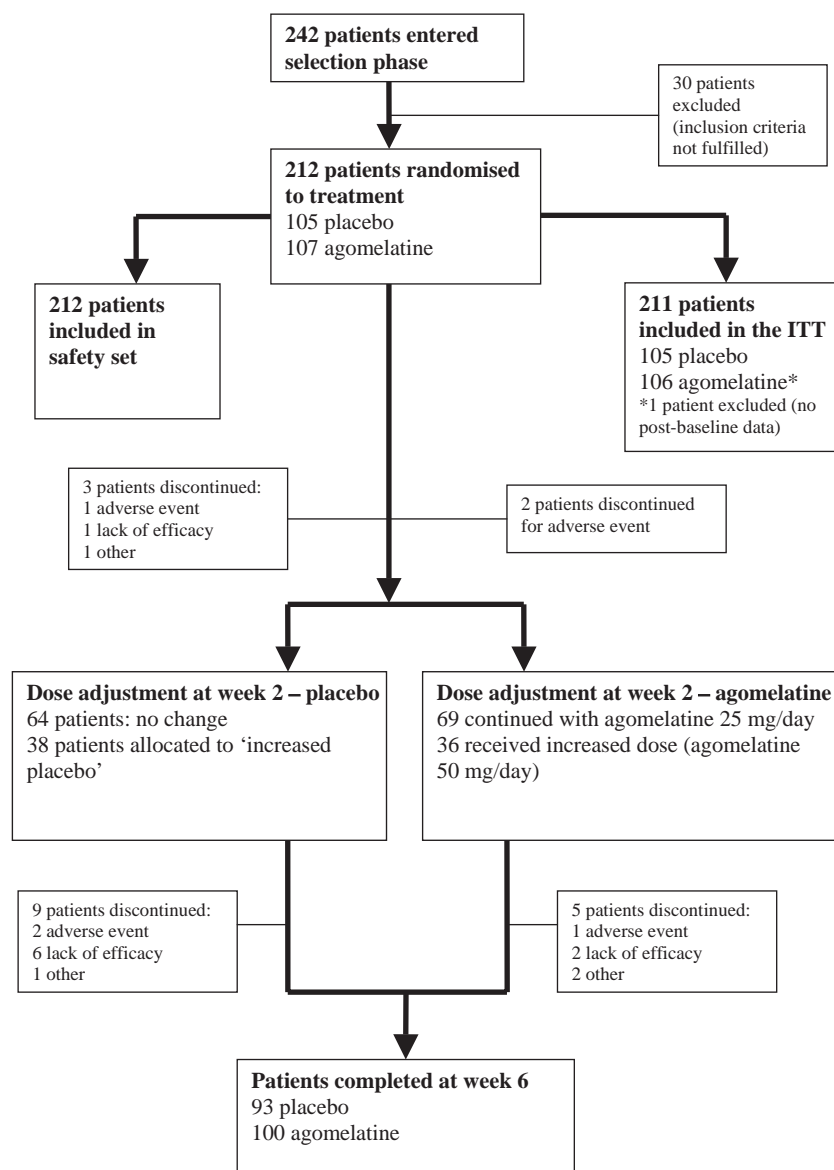 242 patients entered
selection phase
30 patients
excluded
(inclusion criteria
not fulfilled)
212 patients randomised
to treatment
105 placebo
107 agomelatine
212 patients
included in
safety set
211 patients
included in the ITT
105 placebo
106 agomelatine*
*1 patient excluded (no
post-baseline data)
3 patients discontinued:
1 adverse event
1 lack of efficacy
1 other
2 patients discontinued
for adverse event
Dose adjustment at week 2 – placebo
64 patients: no change
38 patients allocated to ‘increased
placebo’
Dose adjustment at week 2 – agomelatine
69 continued with agomelatine 25 mg/day
36 received increased dose (agomelatine
50 mg/day)
9 patients discontinued:
2 adverse event
6 lack of efficacy
1 other
5 patients discontinued:
1 adverse event
2 lack of efficacy
2 other
Patients completed at week 6
93 placebo
100 agomelatine